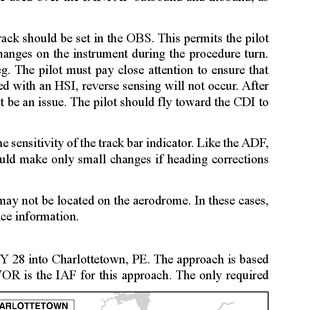 rack should be set in the OBS. This permits the pilot
hanges on the instrument during the procedure turn.
g. The pilot must pay close attention to ensure that
ed with an HSI, reverse sensing will not occur. After
t be an issue. The pilot should fly toward the CDI to
e sensitivity of the track bar indicator. Like the ADF,
uld make only small changes if heading corrections
may not be located on the aerodrome. In these cases,
ce information.
Y 28 into Charlottetown, PE. The approach is based
VOR is the IAF for this approach. The only required
ARLOTTETOWN